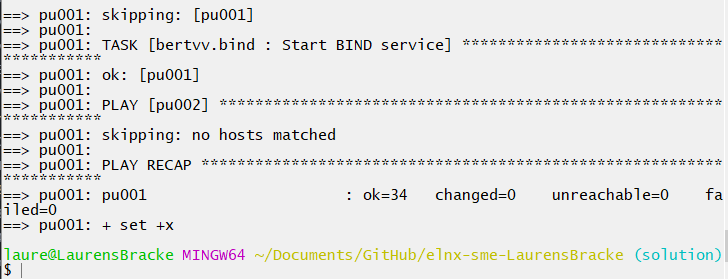 ==> pu001: skipping: [pu001]
==> pu001:
==> pu001: TASK [bertvv.bind : Start BIND service] *****************************
***********
==> pu001: ok: [pu001]
==> pu001:
==> pu001: PLAY [pu002] ********************************************************
***********
==> pu001: skipping: no hosts matched
==> pu001:
==> pu001: PLAY RECAP **********************************************************
***********
==> pu001: pu001                      : ok=34   changed=0    unreachable=0    fa
iled=0
==> pu001: + set +x
laure@LaurensBracke MINGW64 ~/Documents/GitHub/elnx-sme-LaurensBracke (solution)
$